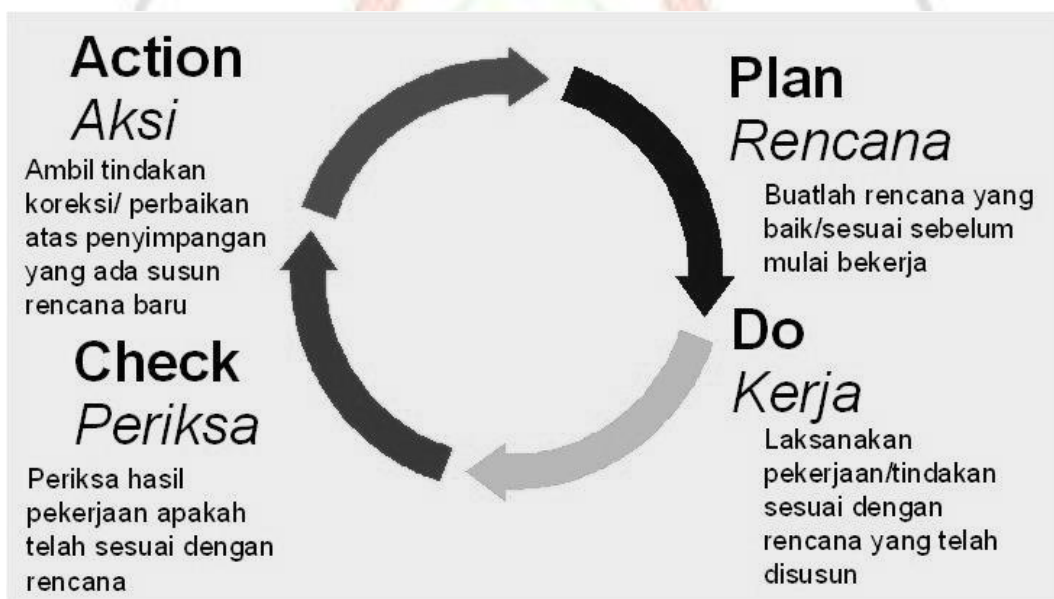 Action
Aksi
Ambil tindakan
koreksi/ perbaikan
atas penyimpangan
yang ada susun
rencana baru
Plan
Rencana
Buatlah rencana yang
baik/sesuai sebelum
mulai bekerja
Do
Kerja
Laksanakan
pekerjaan/tindakan
sesuai dengan
rencana yang telah
disusun
Check
Periksa
Periksa hasil
pekerjaan apakah
telah sesuai dengan
rencana